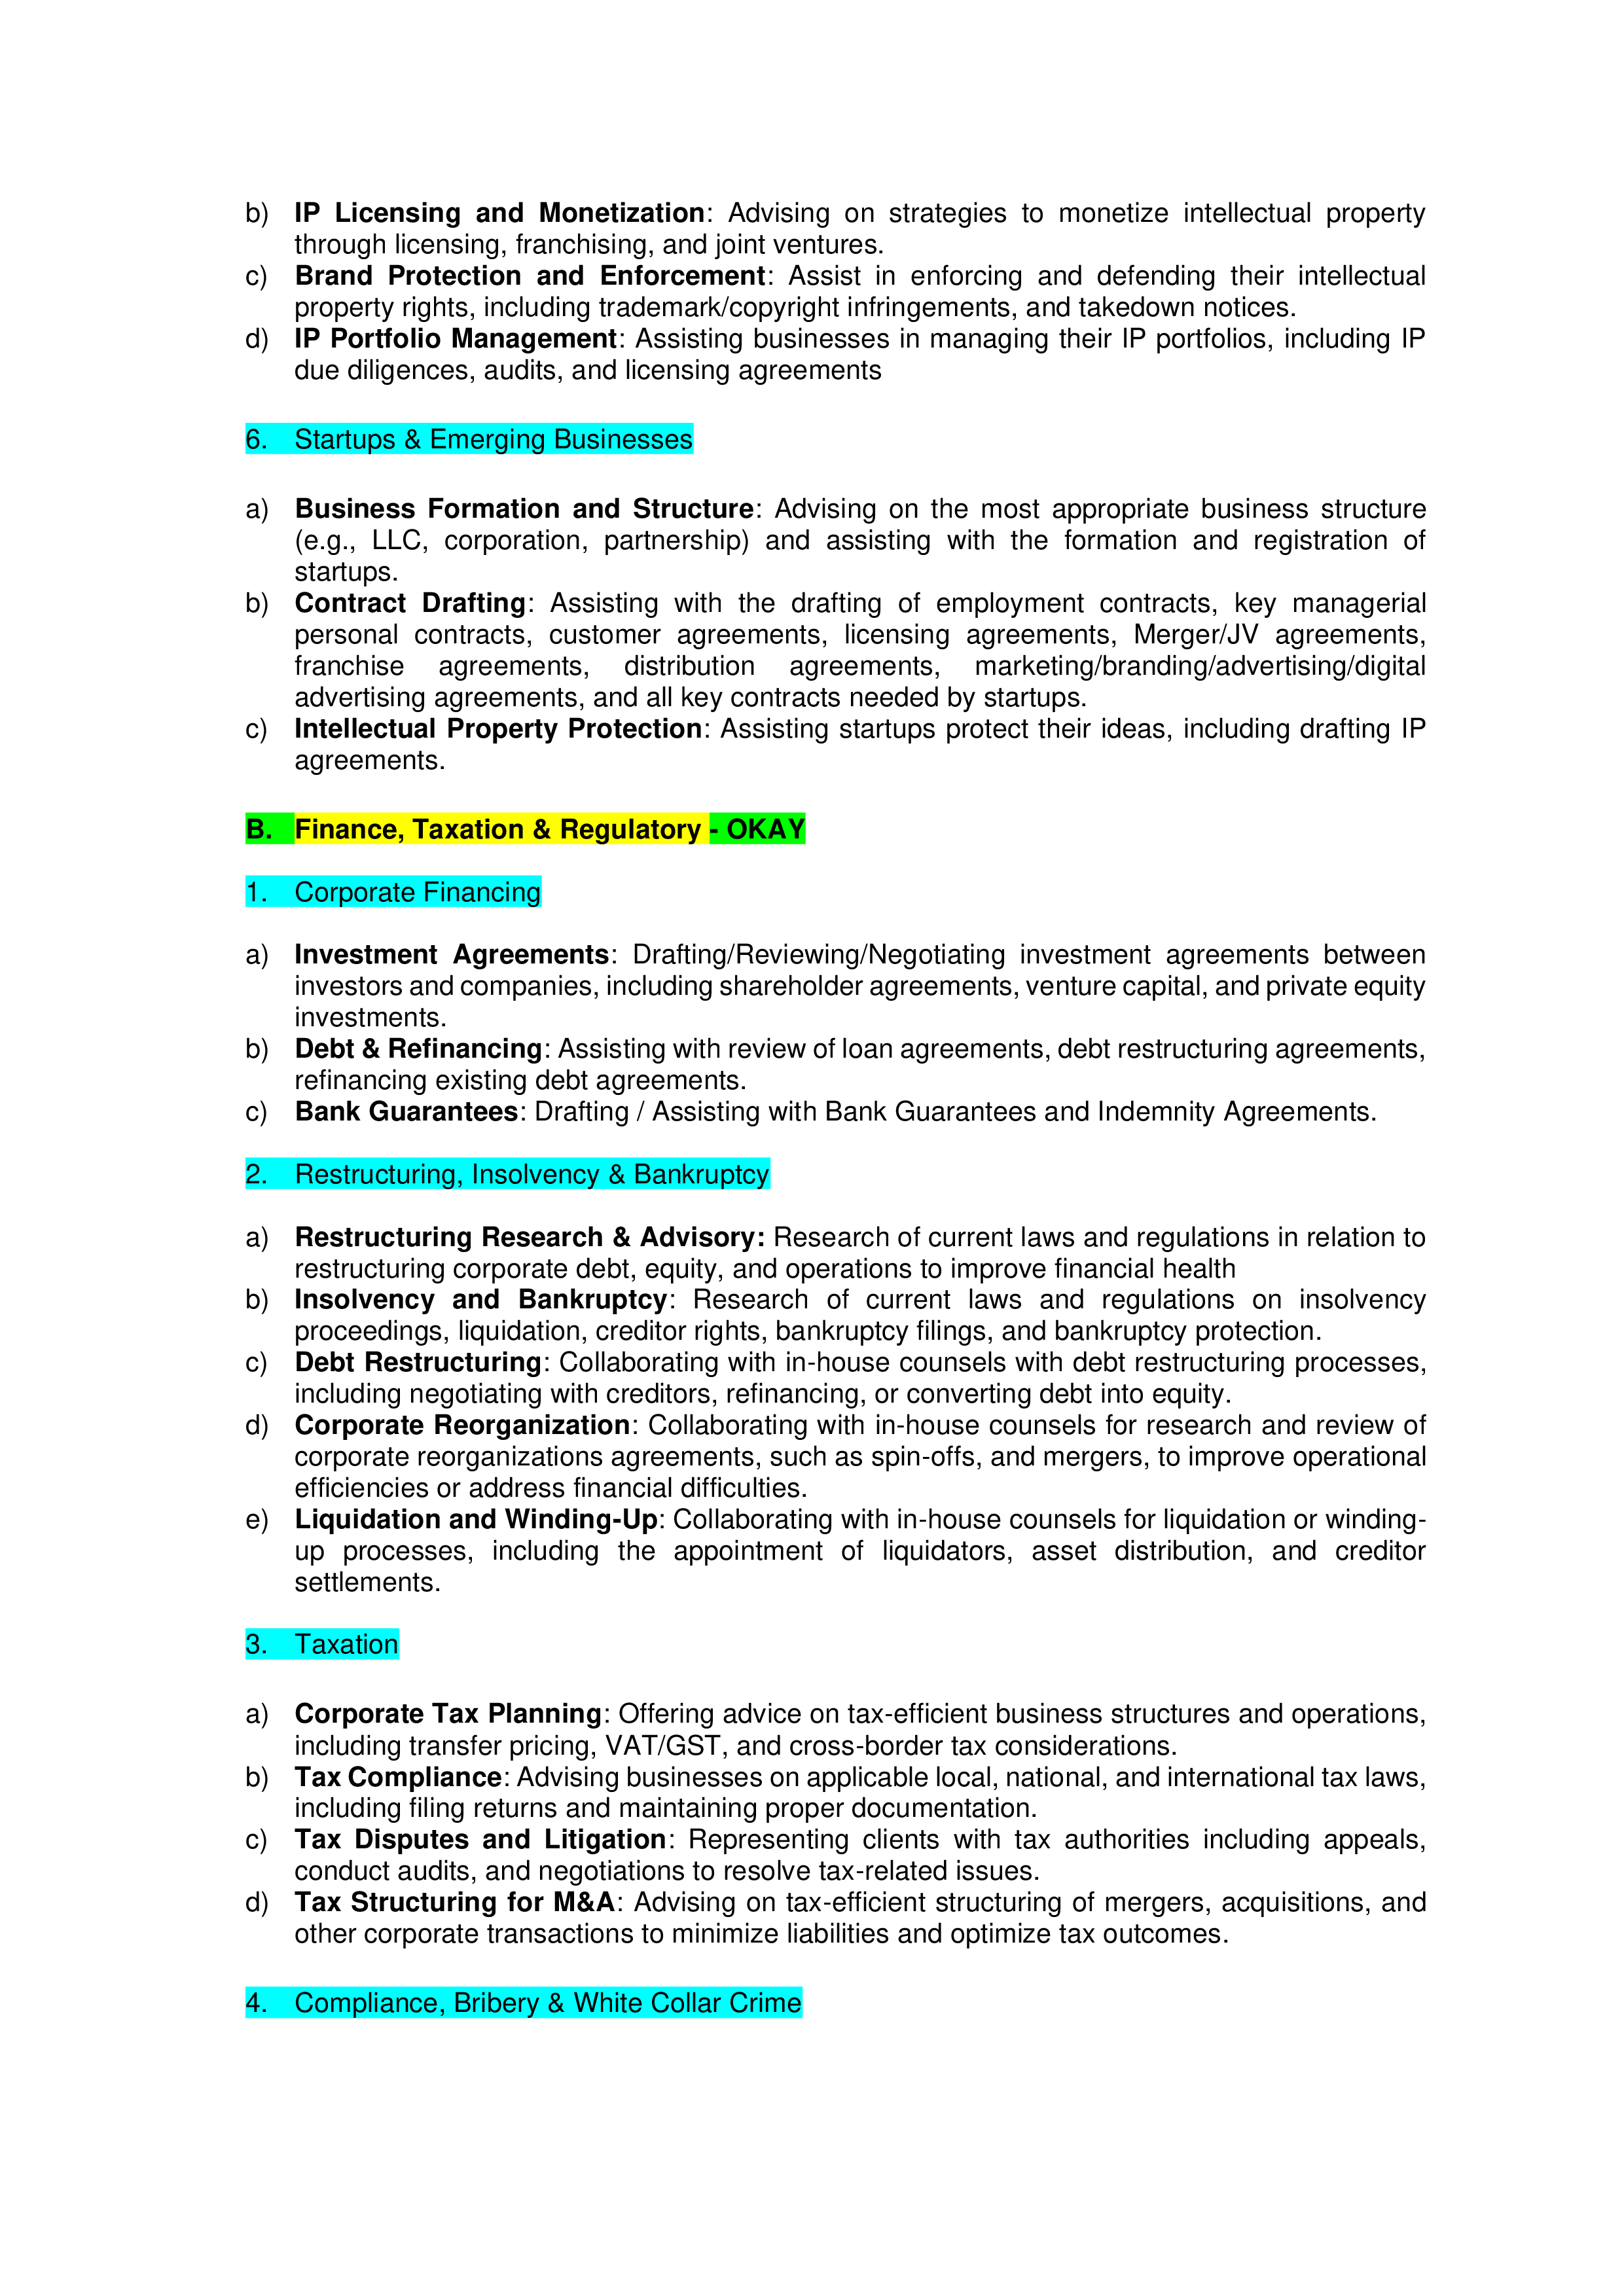 b) IP Licensing and Monetization: Advising on strategies to monetize intellectual property
through licensing, franchising, and joint ventures.
c) Brand Protection and Enforcement: Assist in enforcing and defending their intellectual
property rights, including trademark/copyright infringements, and takedown notices.
d) IP Portfolio Management: Assisting businesses in managing their IP portfolios, including IP
due diligences, audits, and licensing agreements
6. Startups & Emerging Businesses
a) Business Formation and Structure: Advising on the most appropriate business structure
(e.g., LLC, corporation, partnership) and assisting with the formation and registration of
startups.
b) Contract Drafting: Assisting with the drafting of employment contracts, key managerial
personal contracts, customer agreements, licensing agreements, Merger/JV agreements,
franchise agreements, distribution agreements, marketing/branding/advertising/digital
advertising agreements, and all key contracts needed by startups.
c) Intellectual Property Protection: Assisting startups protect their ideas, including drafting IP
agreements.
B. Finance, Taxation & Regulatory - OKAY
1. Corporate Financing
a) Investment Agreements: Drafting/Reviewing/Negotiating investment agreements between
investors and companies, including shareholder agreements, venture capital, and private equity
investments.
b) Debt & Refinancing: Assisting with review of loan agreements, debt restructuring agreements,
refinancing existing debt agreements.
c) Bank Guarantees: Drafting / Assisting with Bank Guarantees and Indemnity Agreements.
2. Restructuring, Insolvency & Bankruptcy
a) Restructuring Research & Advisory: Research of current laws and regulations in relation to
restructuring corporate debt, equity, and operations to improve financial health
b) Insolvency and Bankruptcy: Research of current laws and regulations on insolvency
proceedings, liquidation, creditor rights, bankruptcy filings, and bankruptcy protection.
c) Debt Restructuring: Collaborating with in-house counsels with debt restructuring processes,
including negotiating with creditors, refinancing, or converting debt into equity.
d) Corporate Reorganization: Collaborating with in-house counsels for research and review of
corporate reorganizations agreements, such as spin-offs, and mergers, to improve operational
efficiencies or address financial difficulties.
e) Liquidation and Winding-Up: Collaborating with in-house counsels for liquidation or winding-
up processes, including the appointment of liquidators, asset distribution, and creditor
settlements.
3. Taxation
a) Corporate Tax Planning: Offering advice on tax-efficient business structures and operations,
including transfer pricing, VAT/GST, and cross-border tax considerations.
b) Tax Compliance: Advising businesses on applicable local, national, and international tax laws,
including filing returns and maintaining proper documentation.
c) Tax Disputes and Litigation: Representing clients with tax authorities including appeals,
conduct audits, and negotiations to resolve tax-related issues.
d) Tax Structuring for M&A: Advising on tax-efficient structuring of mergers, acquisitions, and
other corporate transactions to minimize liabilities and optimize tax outcomes.
4. Compliance, Bribery & White Collar Crime